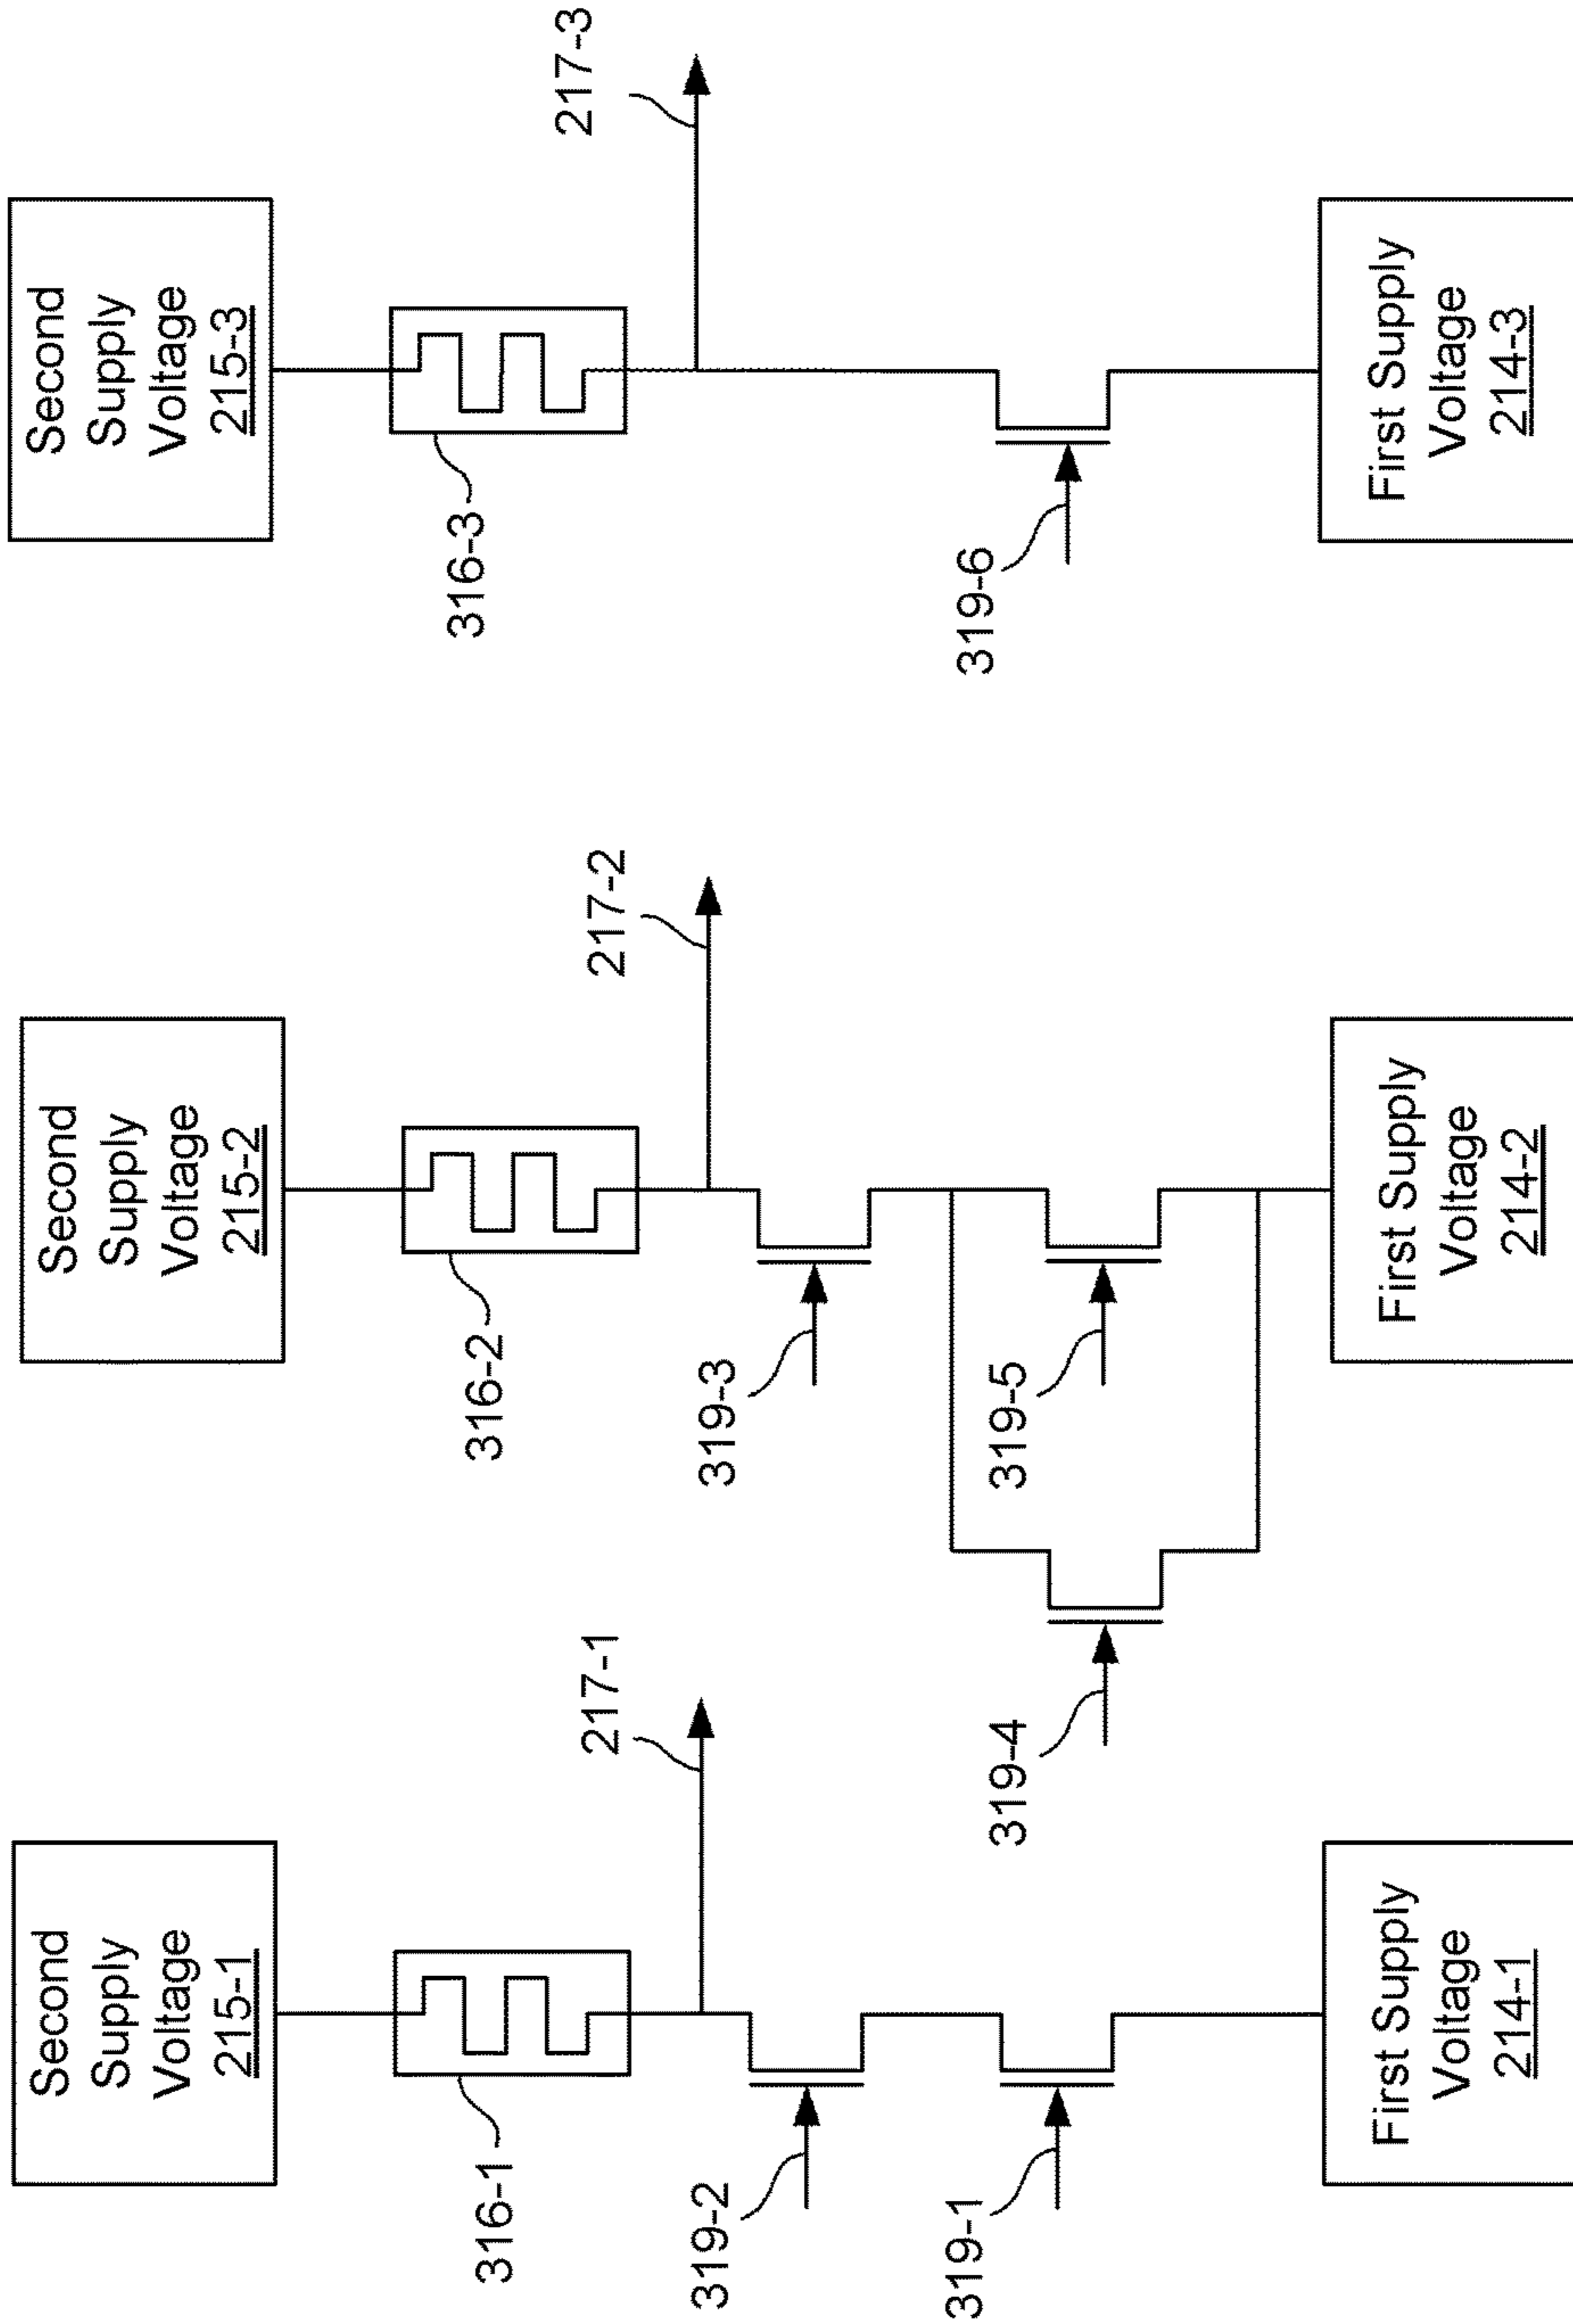 Second
Supply
Voltage
215-1
316-1
217-1
319-2
319-1
First Supply
Voltage
214-1
Second
Supply
Voltage
215-2
316-2
217-2
319-3
319-4
319-5
First Supply
Voltage
214-2
Second
Supply
Voltage
215-3
316-3
217-3
319-6
First Supply
Voltage
214-3